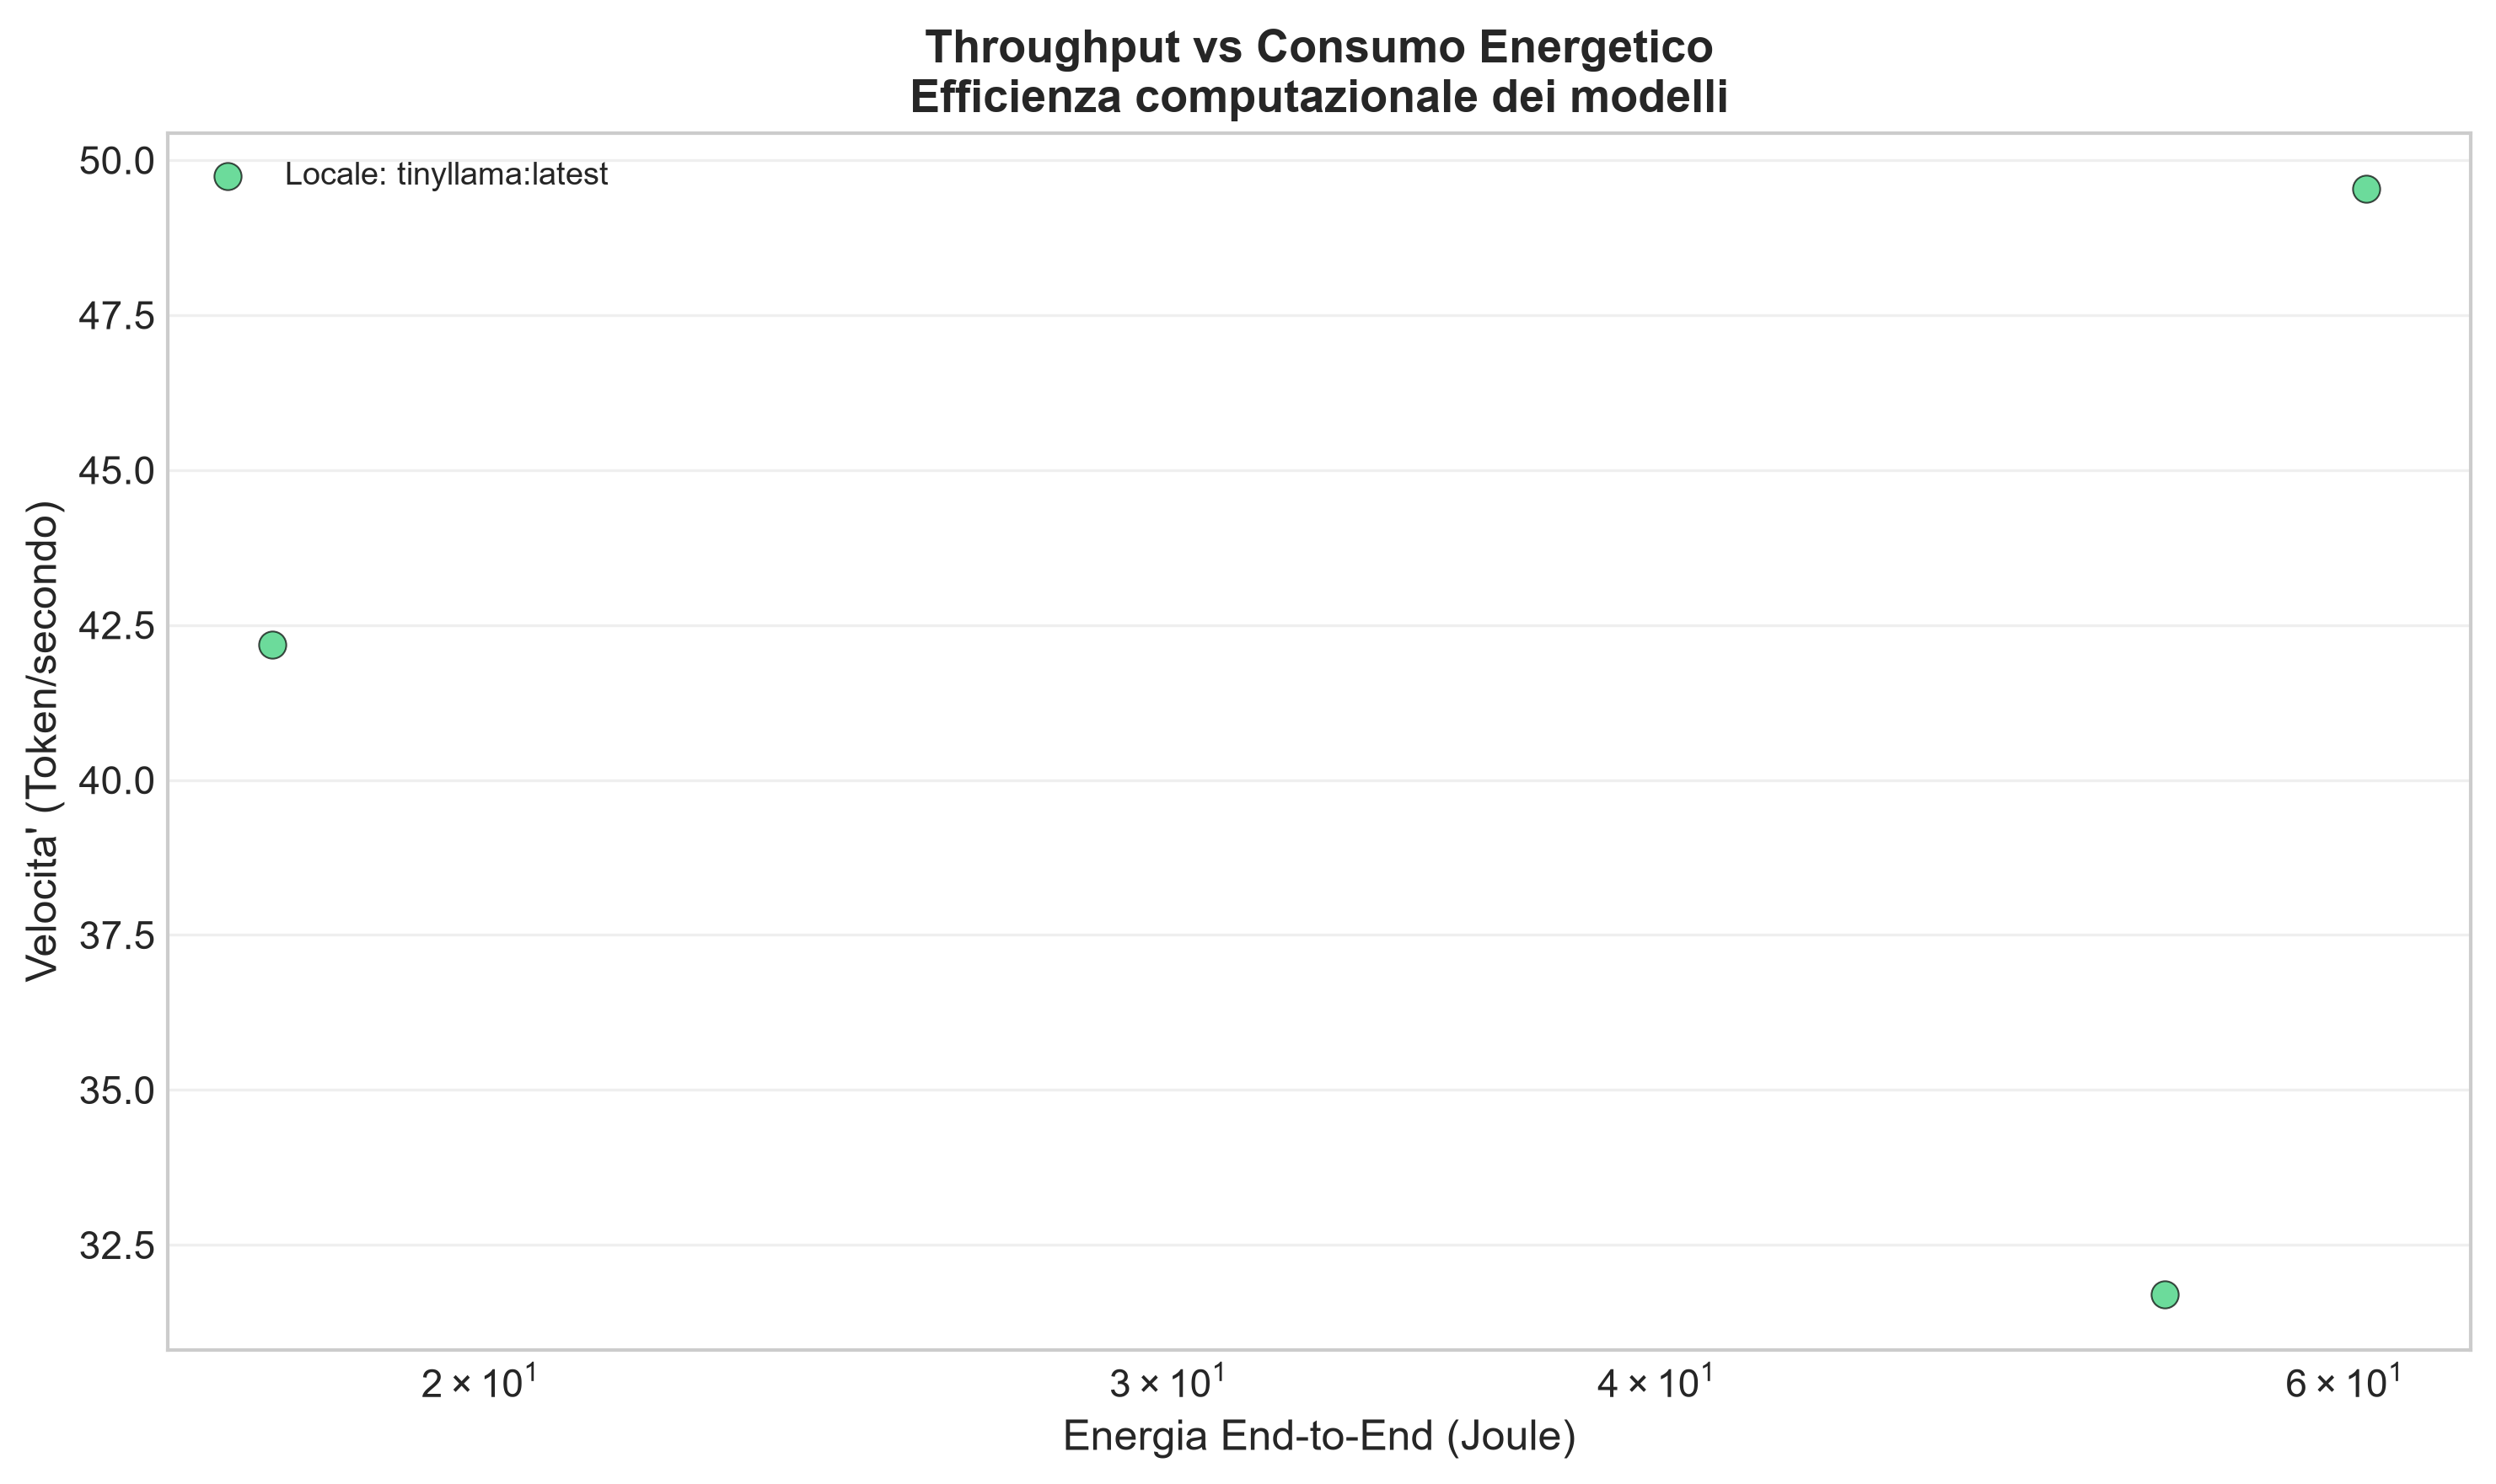 Throughput vs Consumo Energetico
Efficienza computazionale dei modelli
Locale: tinyllama:latest
50.0
47.5
45.0
42.5
40.0
37.5
35.0
32.5
Velocita' (Token/secondo)
2 × 10¹
3 × 10¹
4 × 10¹
6 × 10¹
Energia End-to-End (Joule)